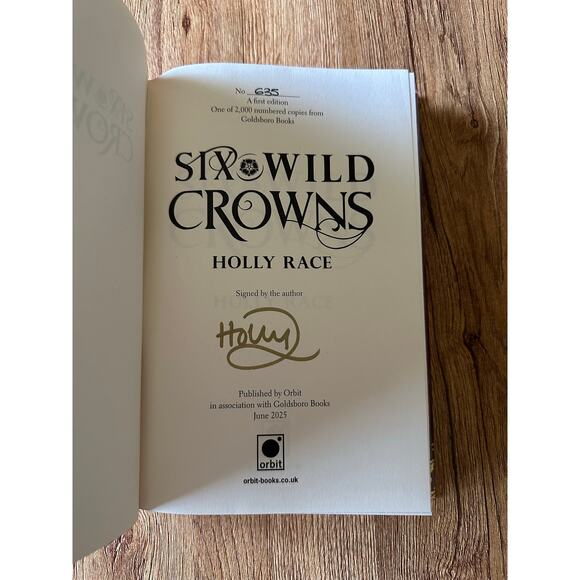 No 635
A first edition
One of 2,000 numbered copies from
Goldsboro Books
SIX WILD
CROWNS
HOLLY RACE
Signed by the author
Holly
Published by Orbit
in association with Goldsboro Books
June 2025
orbit
orbit-books.co.uk